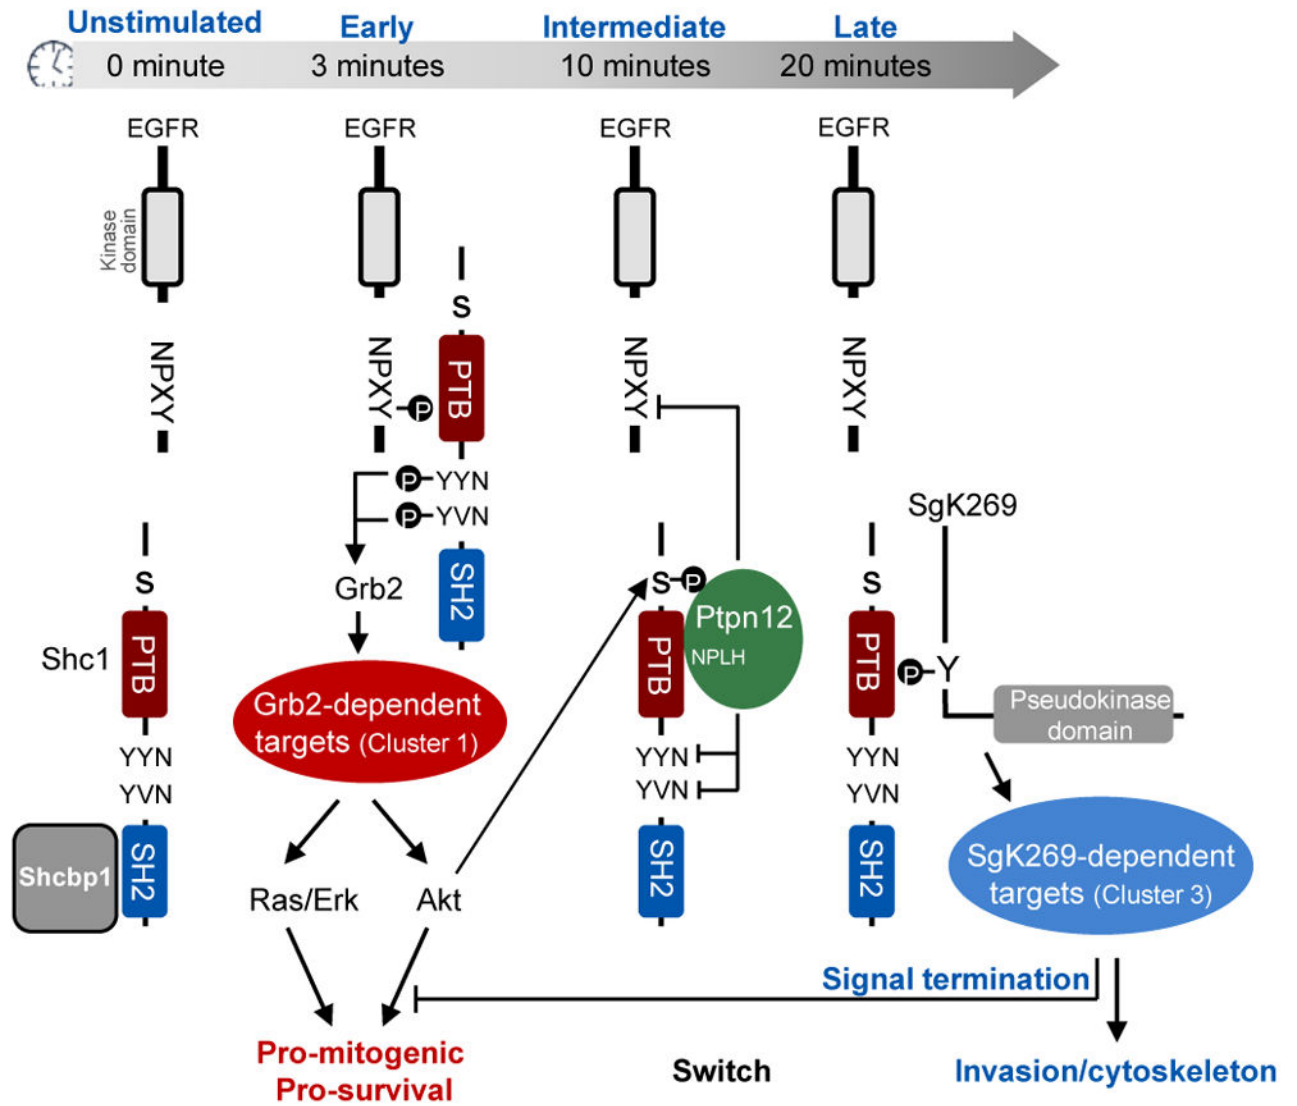 Unstimulated
Early
Intermediate
Late
0 minute
3 minutes
10 minutes
20 minutes
EGFR
EGFR
EGFR
EGFR
Kinase
domain
S
NPXY
NPXY
P
PTB
NPXY
NPXY
P
YYN
P
YVN
SgK269
S
Grb2
SH2
S
P
Ptpn12
NPLH
S
Shc1
PTB
PTB
PTB
P
Y
Grb2-dependent
targets (Cluster 1)
Pseudokinase
domain
YYN
YVN
YYN
YVN
YYN
YVN
Shcbp1
SH2
SH2
SH2
SgK269-dependent
targets (Cluster 3)
Ras/Erk
Akt
Signal termination
Pro-mitogenic
Pro-survival
Switch
Invasion/cytoskeleton